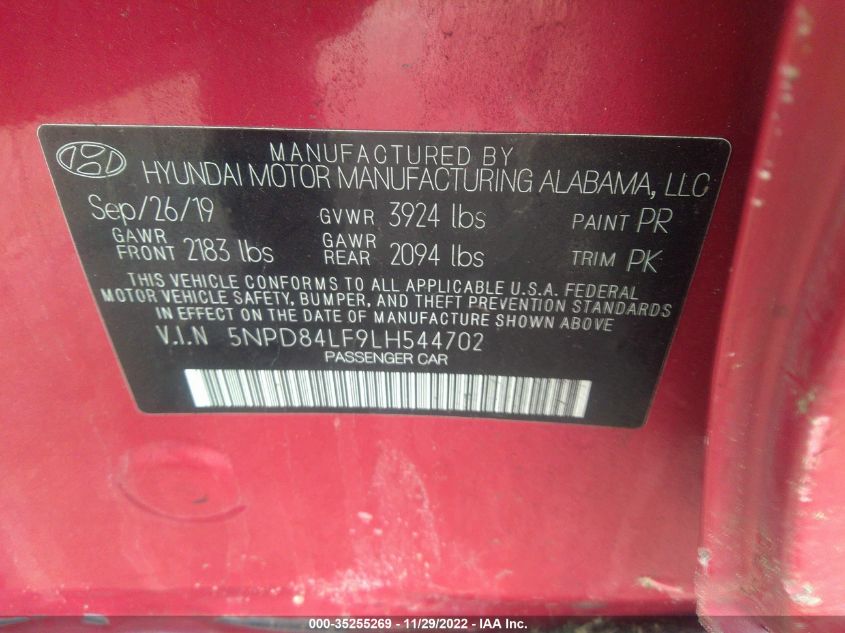 MANUFACTURED BY
HYUNDAI MOTOR MANUFACTURING ALABAMA, LLC
Sep/26/19 GVWR 3924 lbs PAINT PR
GAWR FRONT 2183 lbs GAWR REAR 2094 lbs TRIM PK
THIS VEHICLE CONFORMS TO ALL APPLICABLE U.S.A. FEDERAL
MOTOR VEHICLE SAFETY, BUMPER, AND THEFT PREVENTION STANDARDS
IN EFFECT ON THE DATE OF MANUFACTURE SHOWN ABOVE
V.I.N 5NPD84LF9LH544702
PASSENGER CAR
000-35255269 - 11/29/2022 - IAA Inc.